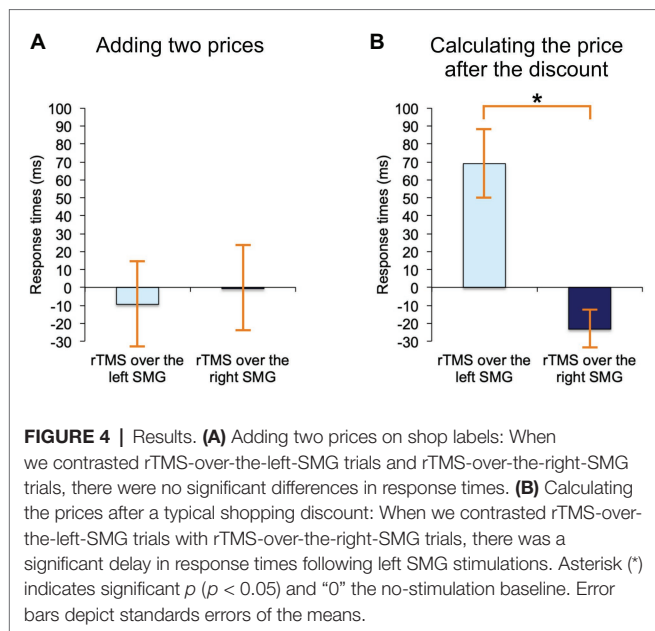 A Adding two prices
B Calculating the price
after the discount
Response times (ms)
100
90
80
70
60
50
40
30
20
10
0
-10
-20
-30
rTMS over the
left SMG
rTMS over the
right SMG
*
Response times (ms)
100
90
80
70
60
50
40
30
20
10
0
-10
-20
-30
rTMS over the
left SMG
rTMS over the
right SMG
FIGURE 4 | Results. (A) Adding two prices on shop labels: When
we contrasted rTMS-over-the-left-SMG trials and rTMS-over-the-right-SMG
trials, there were no significant differences in response times. (B) Calculating
the prices after a typical shopping discount: When we contrasted rTMS-over-
the-left-SMG trials with rTMS-over-the-right-SMG trials, there was a
significant delay in response times following left SMG stimulations. Asterisk (*)
indicates significant p (p < 0.05) and “0” the no-stimulation baseline. Error
bars depict standards errors of the means.